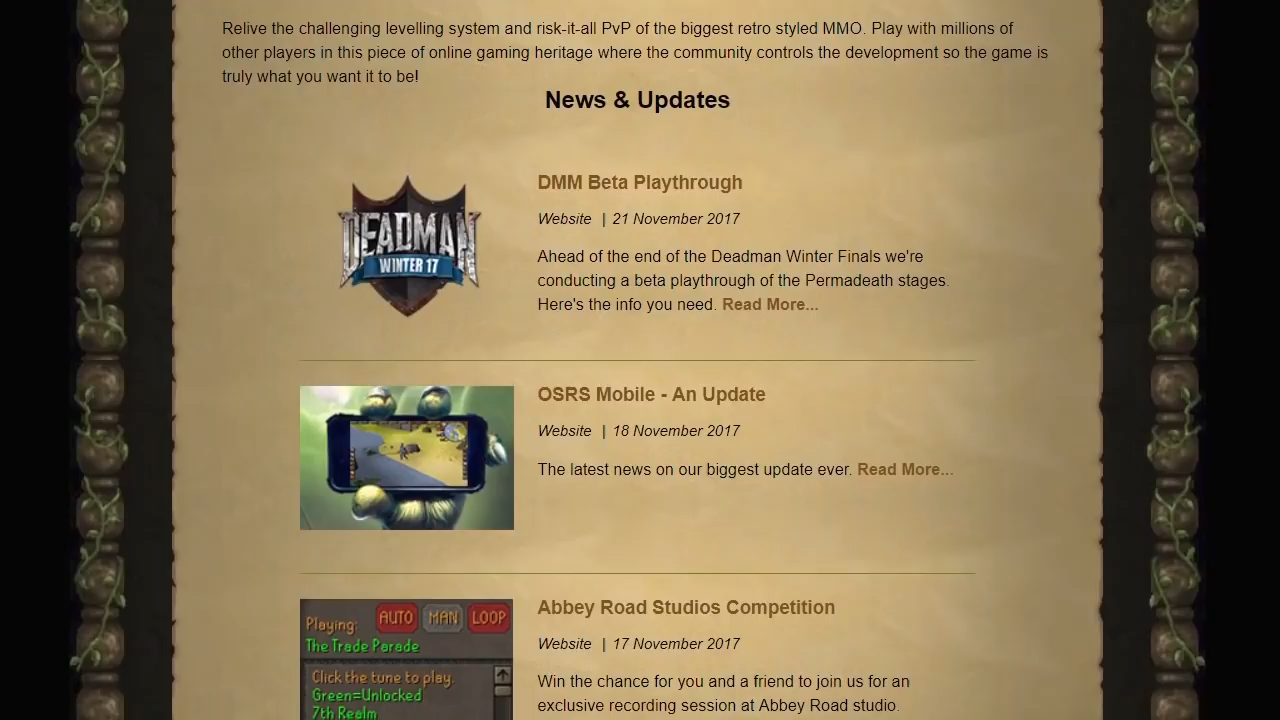 Relive the challenging levelling system and risk-it-all PvP of the biggest retro styled MMO. Play with millions of
other players in this piece of online gaming heritage where the community controls the development so the game is
truly what you want it to be!
News & Updates
DEADMAN
WINTER 17
DMM Beta Playthrough
Website | 21 November 2017
Ahead of the end of the Deadman Winter Finals we're
conducting a beta playthrough of the Permadeath stages.
Here's the info you need. Read More...
OSRS Mobile - An Update
Website | 18 November 2017
The latest news on our biggest update ever. Read More...
Playing:
AUTO MAN LOOP
The Trade Parade
Click the tune to play.
Green=Unlocked
7th Realm
Abbey Road Studios Competition
Website | 17 November 2017
Win the chance for you and a friend to join us for an
exclusive recording session at Abbey Road studio.